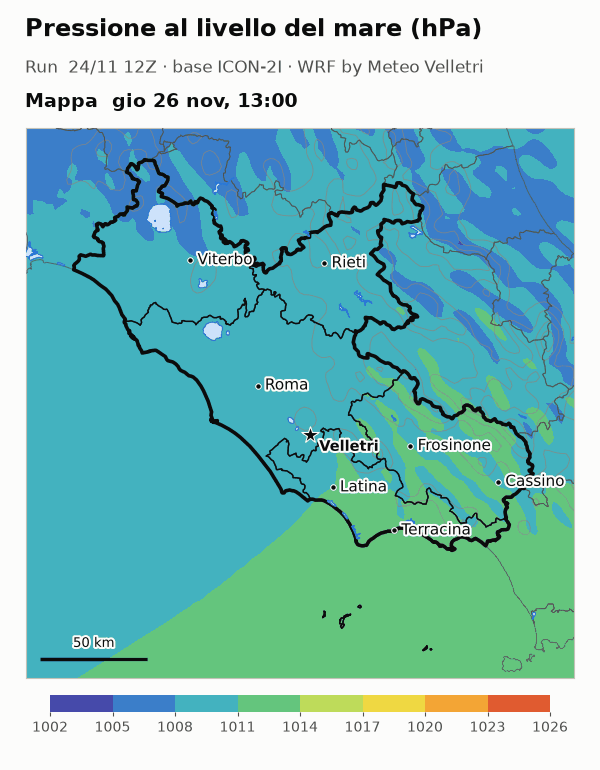 Pressione al livello del mare (hPa)
Run  24/11 12Z · base ICON-2I · WRF by Meteo Velletri
Mappa  gio 26 nov, 13:00
Viterbo
Rieti
Roma
Velletri
Frosinone
Latina
Cassino
Terracina
50 km
1002 1005 1008 1011 1014 1017 1020 1023 1026